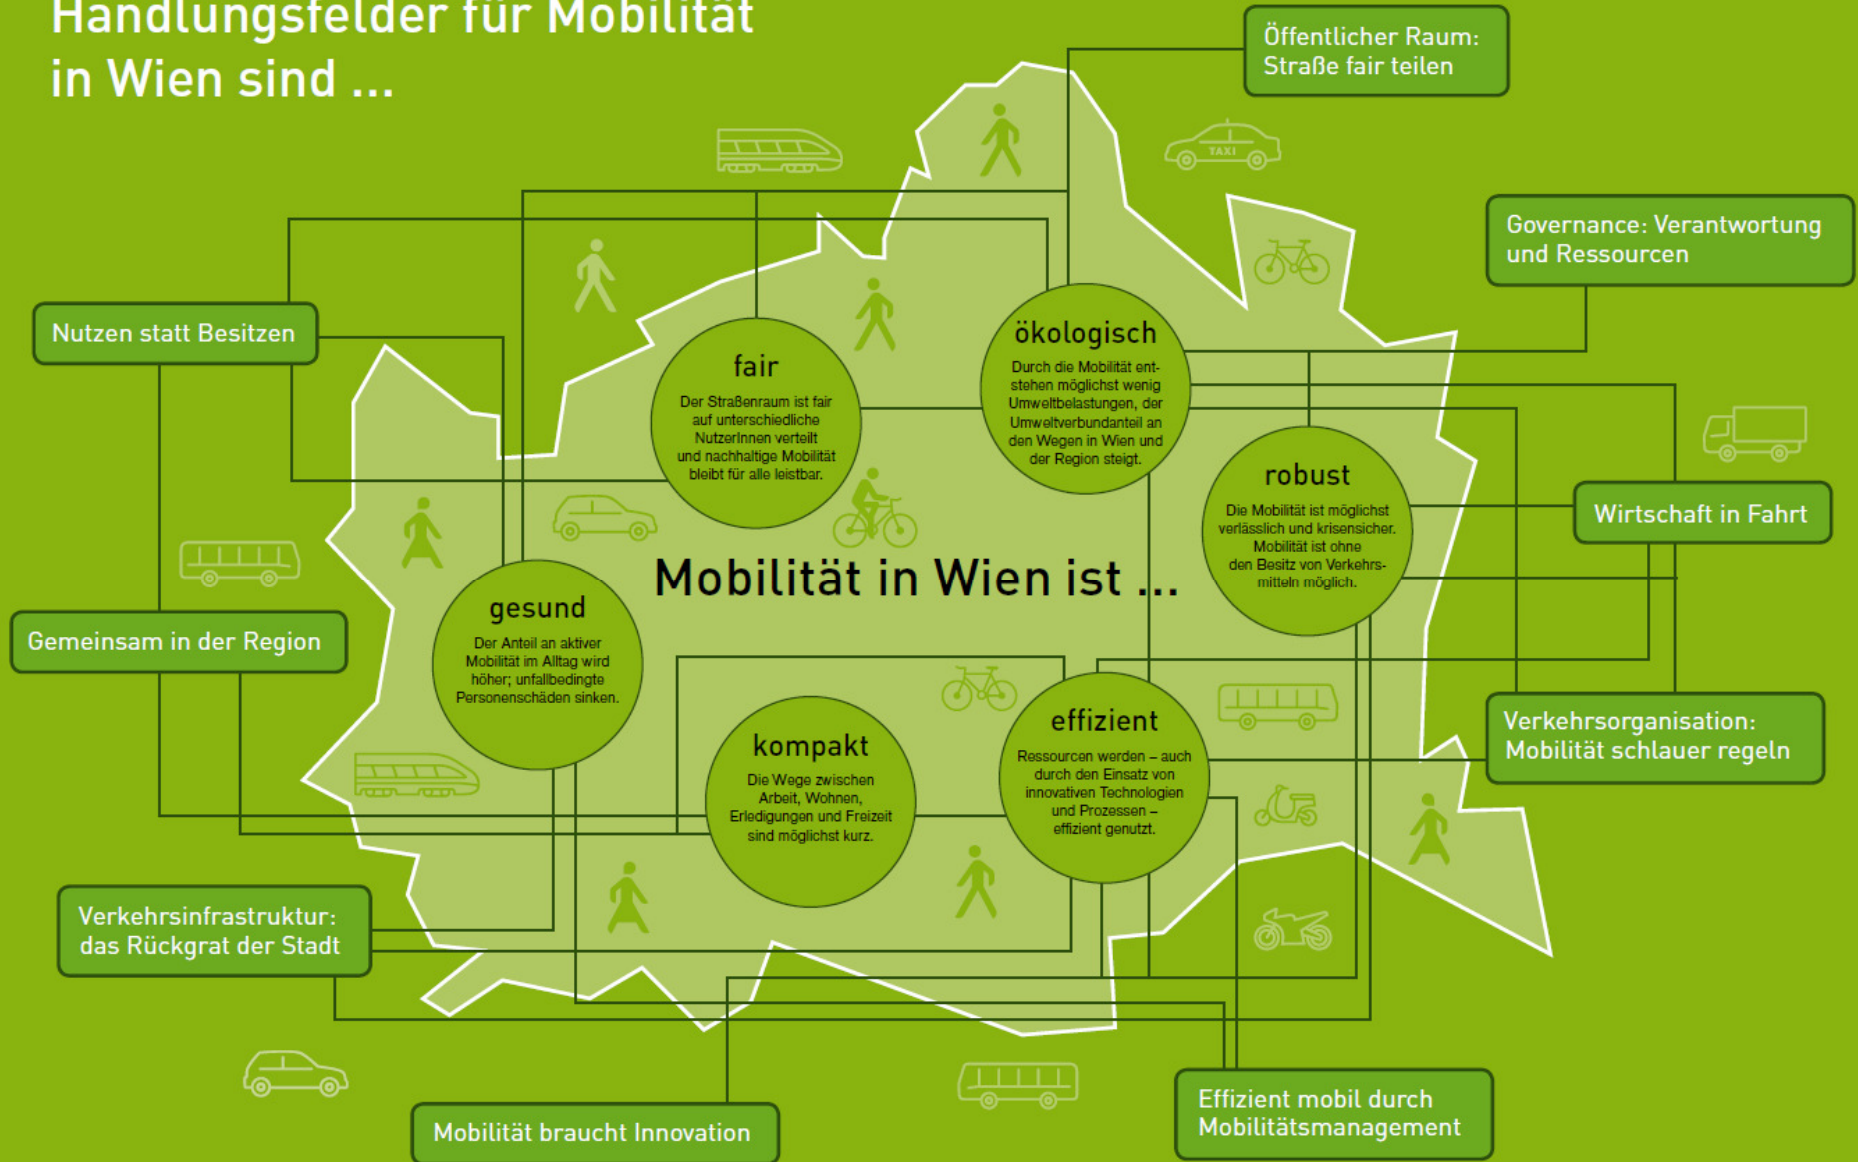 Handlungsfelder für Mobilität
in Wien sind ...
Öffentlicher Raum:
Straße fair teilen
TAXI
Governance: Verantwortung
und Ressourcen
Nutzen statt Besitzen
fair
Der Straßenraum ist fair
auf unterschiedliche
NutzerInnen verteilt
und nachhaltige Mobilität
bleibt für alle leistbar.
ökologisch
Durch die Mobilität ent-
stehen möglichst wenig
Umweltbelastungen, der
Umweltverbundanteil an
den Wegen in Wien und
der Region steigt.
robust
Die Mobilität ist möglichst
verlässlich und krisensicher.
Mobilität ist ohne
den Besitz von Verkehrs-
mitteln möglich.
Wirtschaft in Fahrt
Mobilität in Wien ist ...
gesund
Der Anteil an aktiver
Mobilität im Alltag wird
höher; unfallbedingte
Personenschäden sinken.
Gemeinsam in der Region
kompakt
Die Wege zwischen
Arbeit, Wohnen,
Erledigungen und Freizeit
sind möglichst kurz.
effizient
Ressourcen werden – auch
durch den Einsatz von
innovativen Technologien
und Prozessen –
effizient genutzt.
Verkehrsorganisation:
Mobilität schlauer regeln
Verkehrsinfrastruktur:
das Rückgrat der Stadt
Mobilität braucht Innovation
Effizient mobil durch
Mobilitätsmanagement